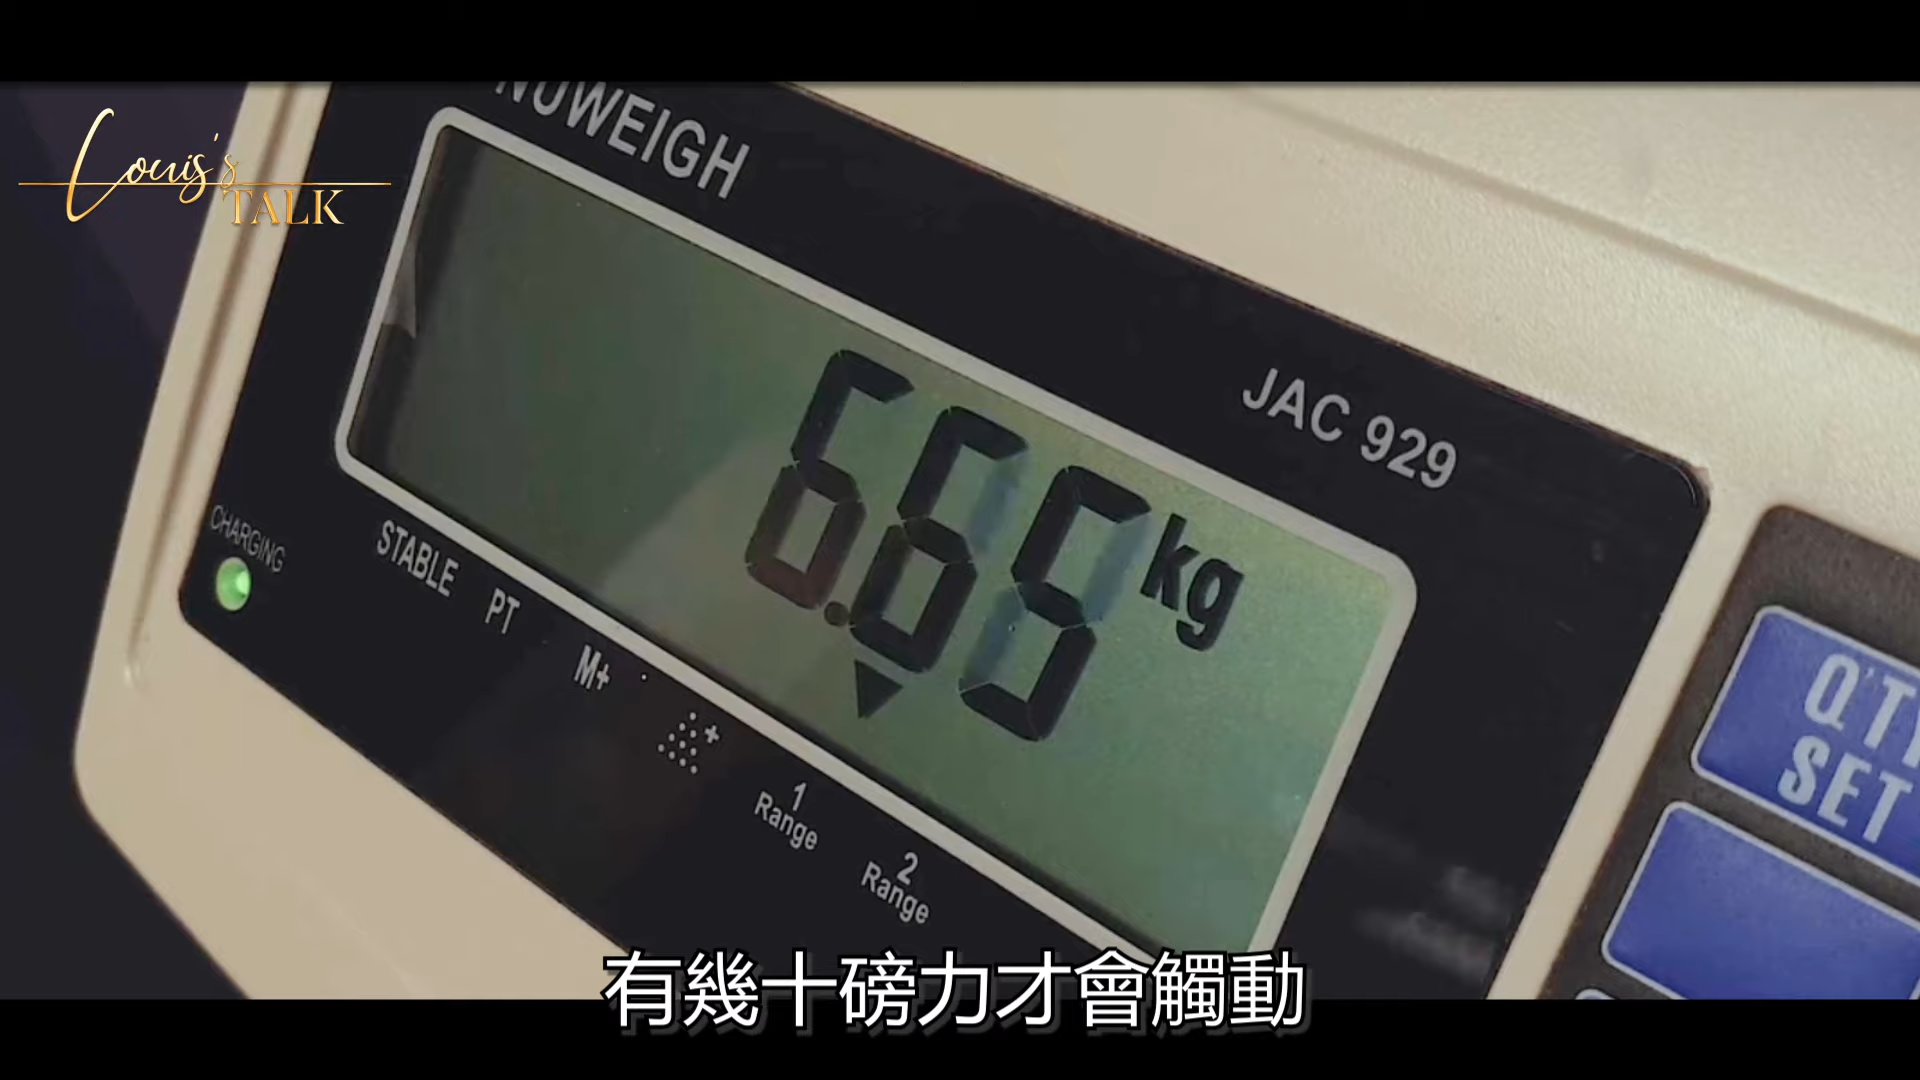 Louis's
TALK
NUWEIGH
JAC 929
6.65 kg
CHARGING
STABLE
PT
M+
1
Range
2
Range
Q'TY
SET
有幾十磅力才會觸動